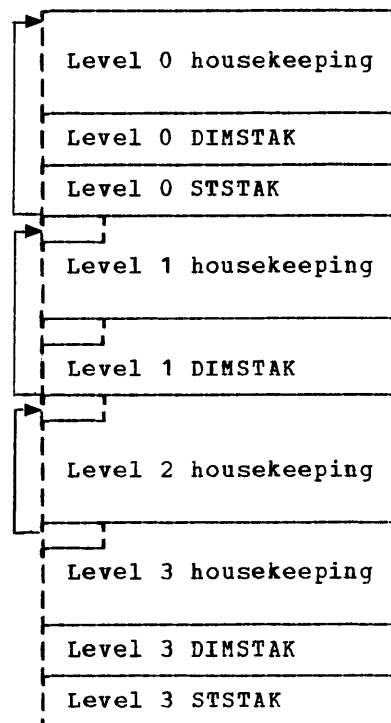 Level 0 housekeeping
Level 0 DIMSTAK
Level 0 STSTAK
Level 1 housekeeping
Level 1 DIMSTAK
Level 2 housekeeping
Level 3 housekeeping
Level 3 DIMSTAK
Level 3 STSTAK